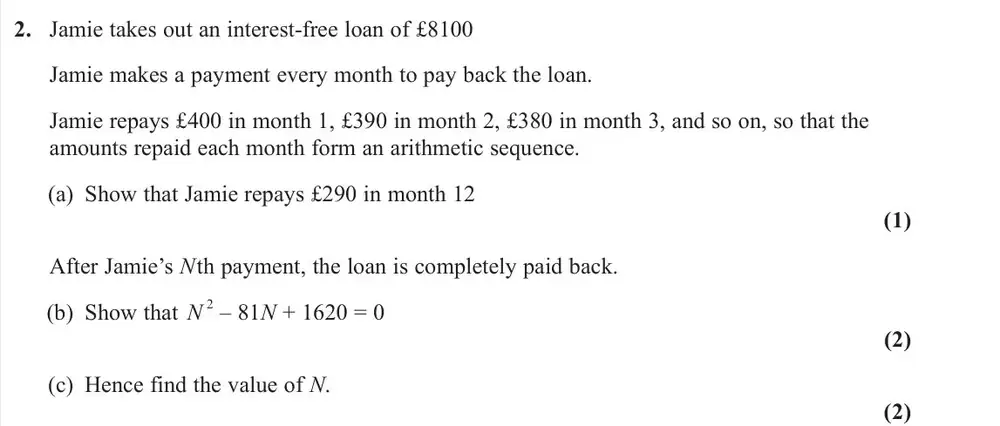 2. Jamie takes out an interest-free loan of £8100
Jamie makes a payment every month to pay back the loan.
Jamie repays £400 in month 1, £390 in month 2, £380 in month 3, and so on, so that the
amounts repaid each month form an arithmetic sequence.
(a) Show that Jamie repays £290 in month 12
(1)
After Jamie’s Nth payment, the loan is completely paid back.
(b) Show that N² – 81N + 1620 = 0
(2)
(c) Hence find the value of N.
(2)